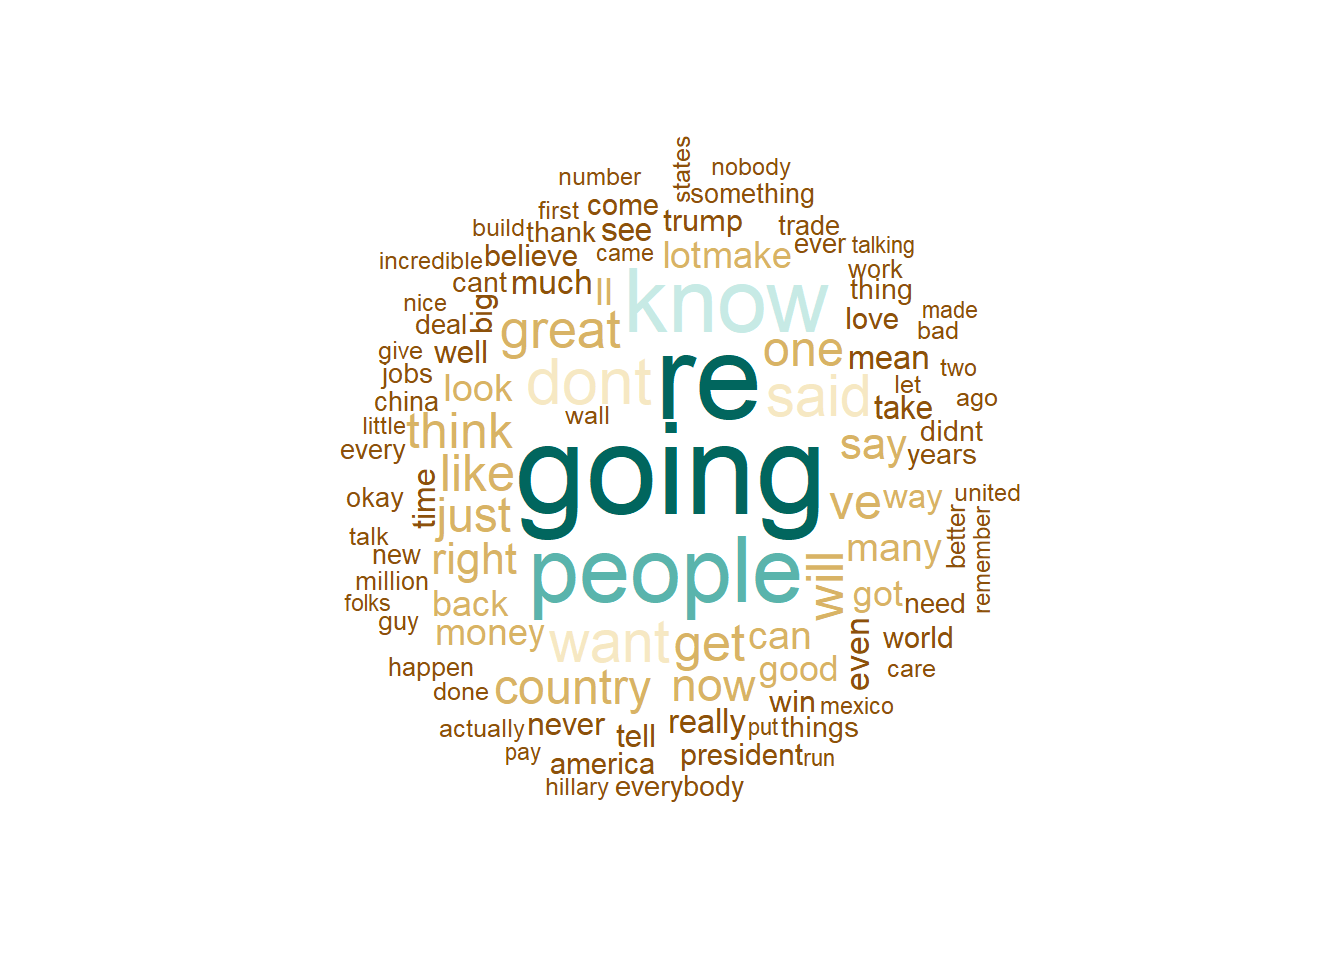 states
nobody
number
something
first
come
trump
trade
build
thank
see
ever
talking
incredible
believe
came
lot
make
work
cant
much
ll
know
thing
nice
big
great
love
made
deal
one
bad
give
well
re
mean
two
jobs
look
dont
said
let
china
wall
take
ago
little
think
didnt
every
going
say
years
time
like
okay
just
ve
way
united
talk
new
right
people
many
better
remember
million
will
folks
back
got
need
guy
money
want
get
can
even
world
happen
good
care
done
country
now
win
mexico
actually
never
tell
really
put
things
pay
america
president
run
hillary
everybody